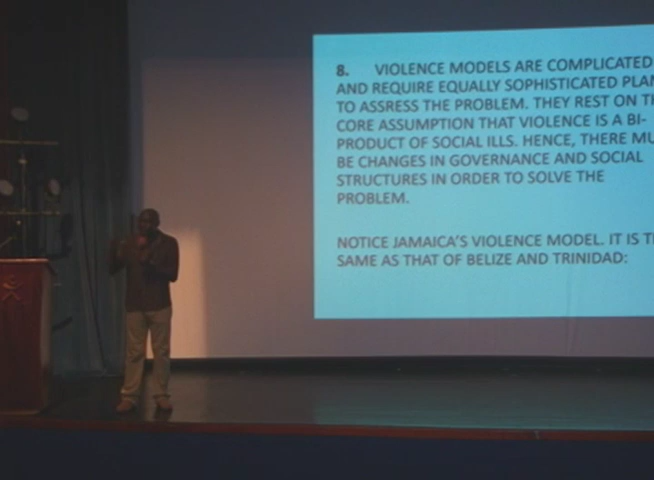 8. VIOLENCE MODELS ARE COMPLICATED
AND REQUIRE EQUALLY SOPHISTICATED PLA
TO ASSRESS THE PROBLEM. THEY REST ON T
CORE ASSUMPTION THAT VIOLENCE IS A BI-
PRODUCT OF SOCIAL ILLS. HENCE, THERE MU
BE CHANGES IN GOVERNANCE AND SOCIAL
STRUCTURES IN ORDER TO SOLVE THE
PROBLEM.
NOTICE JAMAICA'S VIOLENCE MODEL. IT IS T
SAME AS THAT OF BELIZE AND TRINIDAD: